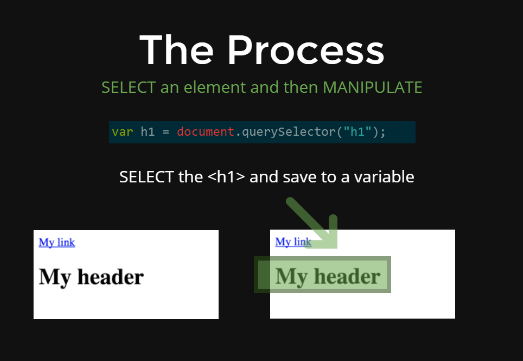 The Process
SELECT an element and then MANIPULATE
var h1 = document.querySelector("h1");
SELECT the <h1> and save to a variable
My link
My header
My link
My header